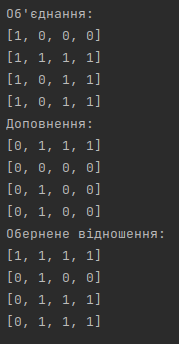 Об'єднання:
[1, 0, 0, 0]
[1, 1, 1, 1]
[1, 0, 1, 1]
[1, 0, 1, 1]
Доповнення:
[0, 1, 1, 1]
[0, 0, 0, 0]
[0, 1, 0, 0]
[0, 1, 0, 0]
Обернене відношення:
[1, 1, 1, 1]
[0, 1, 0, 0]
[0, 1, 1, 1]
[0, 1, 1, 1]